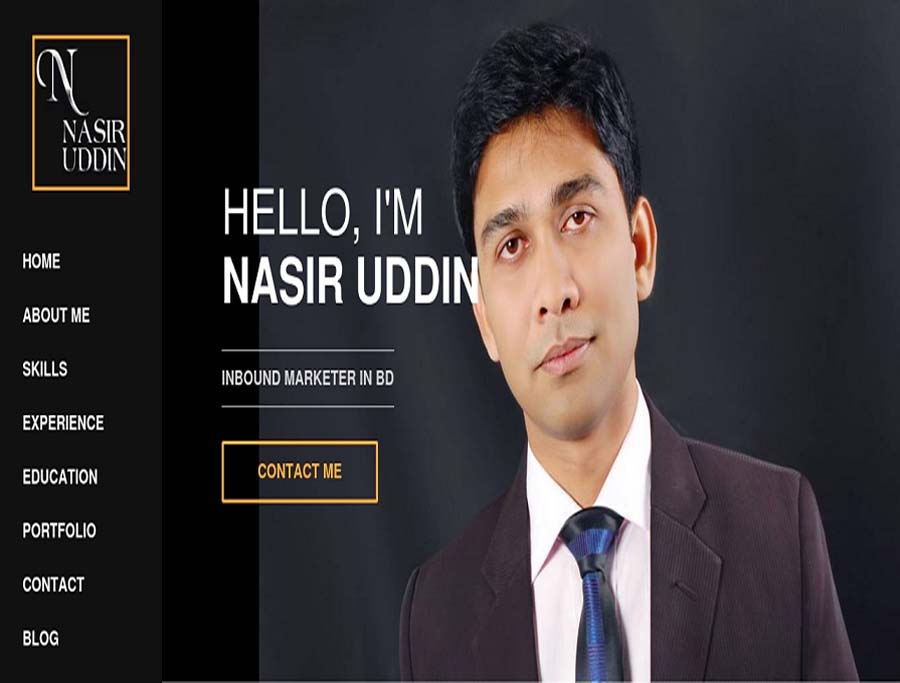 N
NASIR
UDDIN
HOME
ABOUT ME
SKILLS
EXPERIENCE
EDUCATION
PORTFOLIO
CONTACT
BLOG
HELLO, I'M
NASIR UDDIN
INBOUND MARKETER IN BD
CONTACT ME